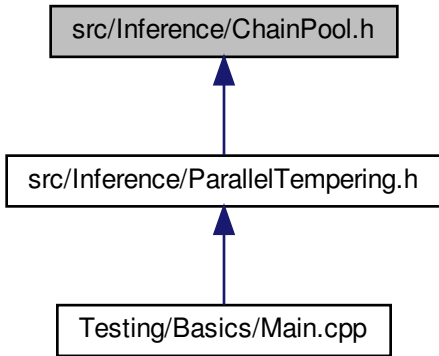 src/Inference/ChainPool.h
src/Inference/ParallelTempering.h
Testing/Basics/Main.cpp